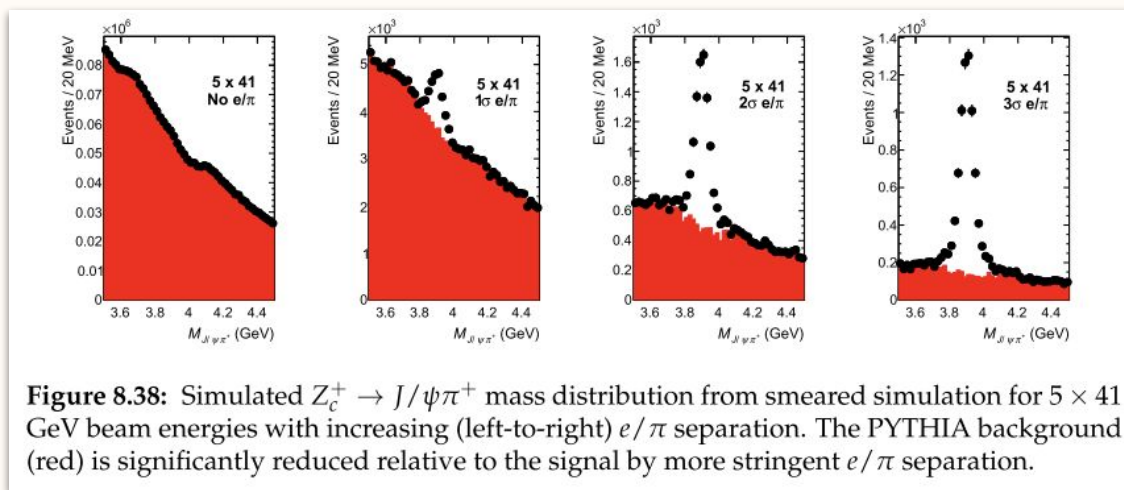 ×10⁶
0.08
0.07
0.06
0.05
0.04
0.03
0.02
0.01
0
Events / 20 MeV
5 x 41
No e/π
3.6 3.8 4 4.2 4.4
M J/ψπ⁺ (GeV)
×10³
5
4
3
2
1
0
Events / 20 MeV
5 x 41
1σ e/π
3.6 3.8 4 4.2 4.4
M J/ψπ⁺ (GeV)
×10³
1.6
1.4
1.2
1
0.8
0.6
0.4
0.2
0
Events / 20 MeV
5 x 41
2σ e/π
3.6 3.8 4 4.2 4.4
M J/ψπ⁺ (GeV)
×10³
1.4
1.2
1
0.8
0.6
0.4
0.2
0
Events / 20 MeV
5 x 41
3σ e/π
3.6 3.8 4 4.2 4.4
M J/ψπ⁺ (GeV)
Figure 8.38: Simulated Z_c^+ → J/ψπ⁺ mass distribution from smeared simulation for 5 × 41
GeV beam energies with increasing (left-to-right) e/π separation. The PYTHIA background
(red) is significantly reduced relative to the signal by more stringent e/π separation.